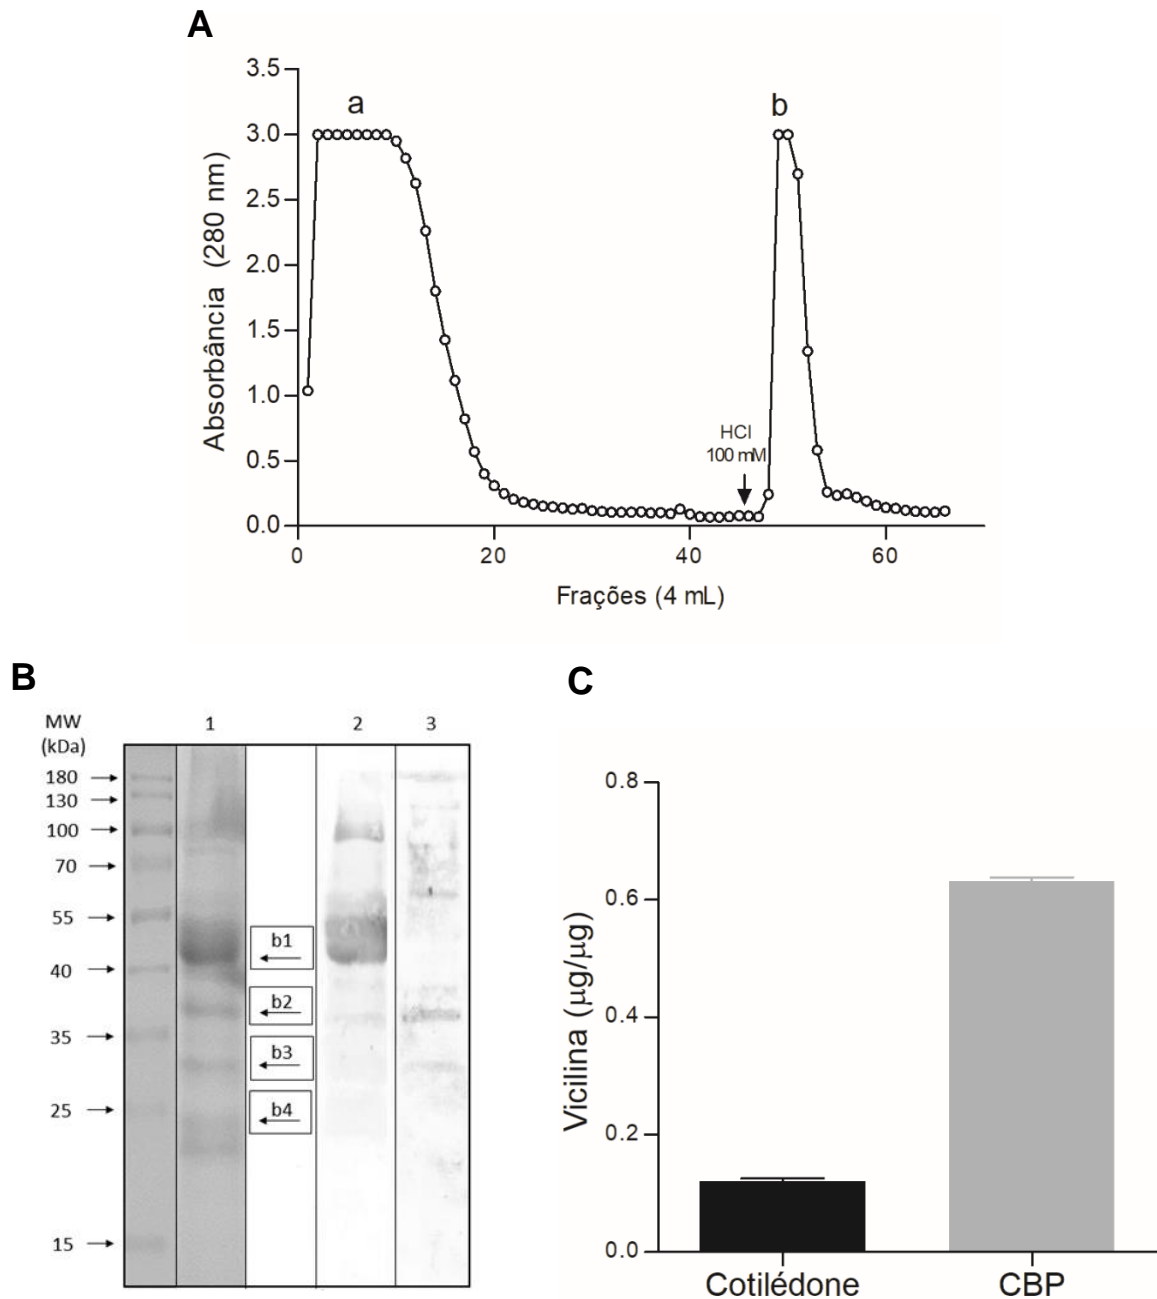 A
3.5
3.0
2.5
2.0
1.5
1.0
0.5
0.0
Absorbância (280 nm)
a
b
HCl
100 mM
0
20
40
60
Frações (4 mL)
B
MW
(kDa)
1
2
3
180
130
100
70
55
40
35
25
15
b1
b2
b3
b4
C
0.8
0.6
0.4
0.2
0.0
Vicilina (µg/µg)
Cotilédone
CBP